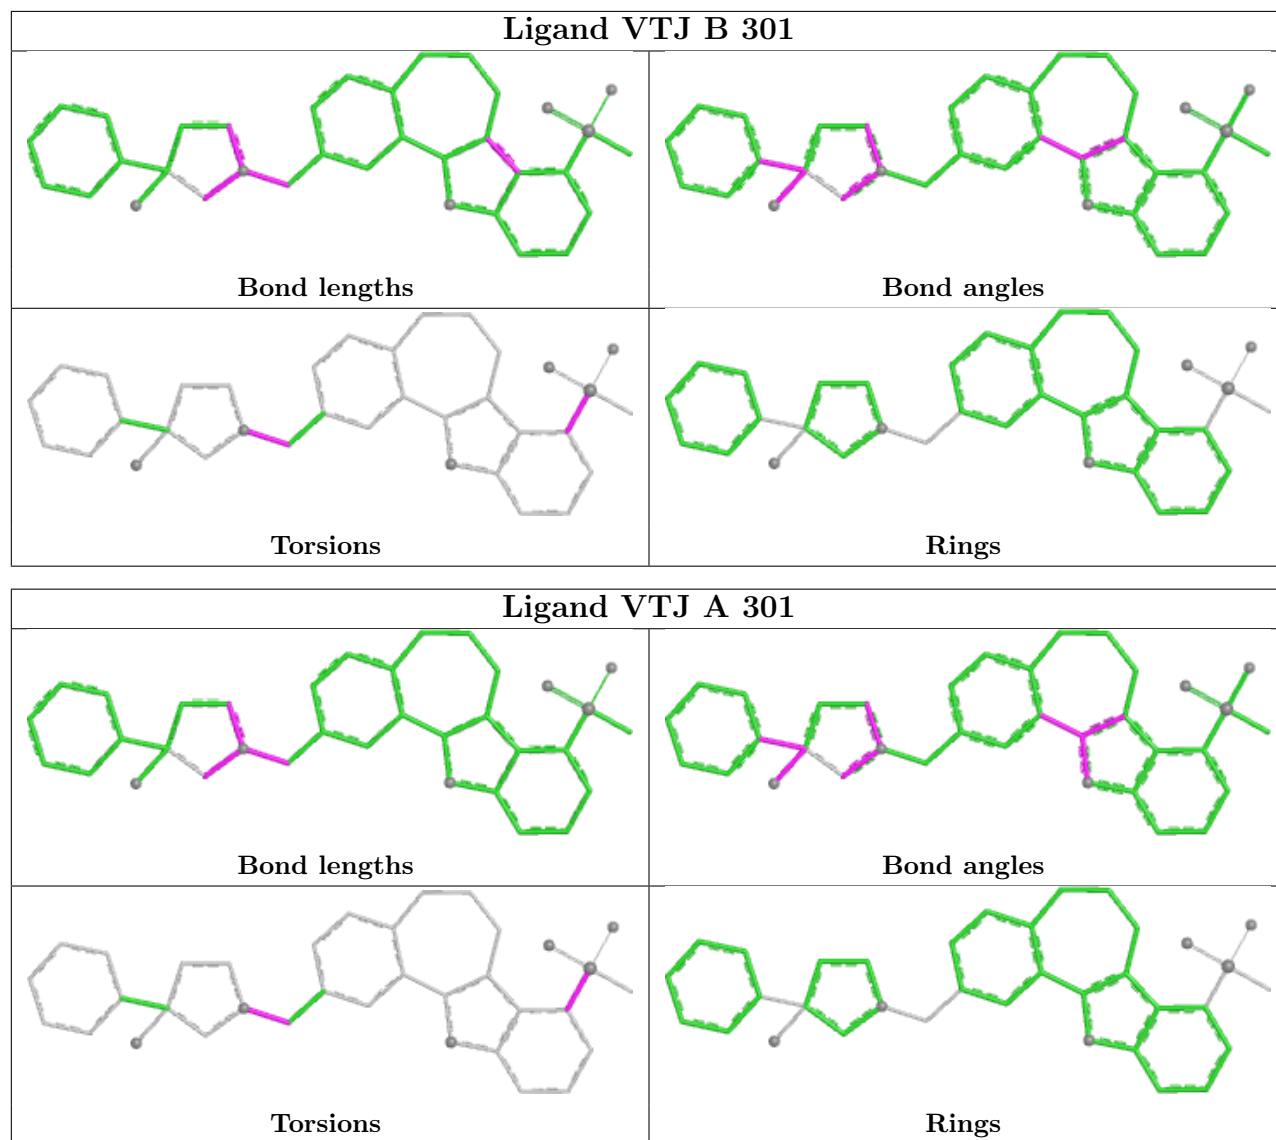 Ligand VTJ B 301
Bond lengths
Bond angles
Torsions
Rings
Ligand VTJ A 301
Bond lengths
Bond angles
Torsions
Rings